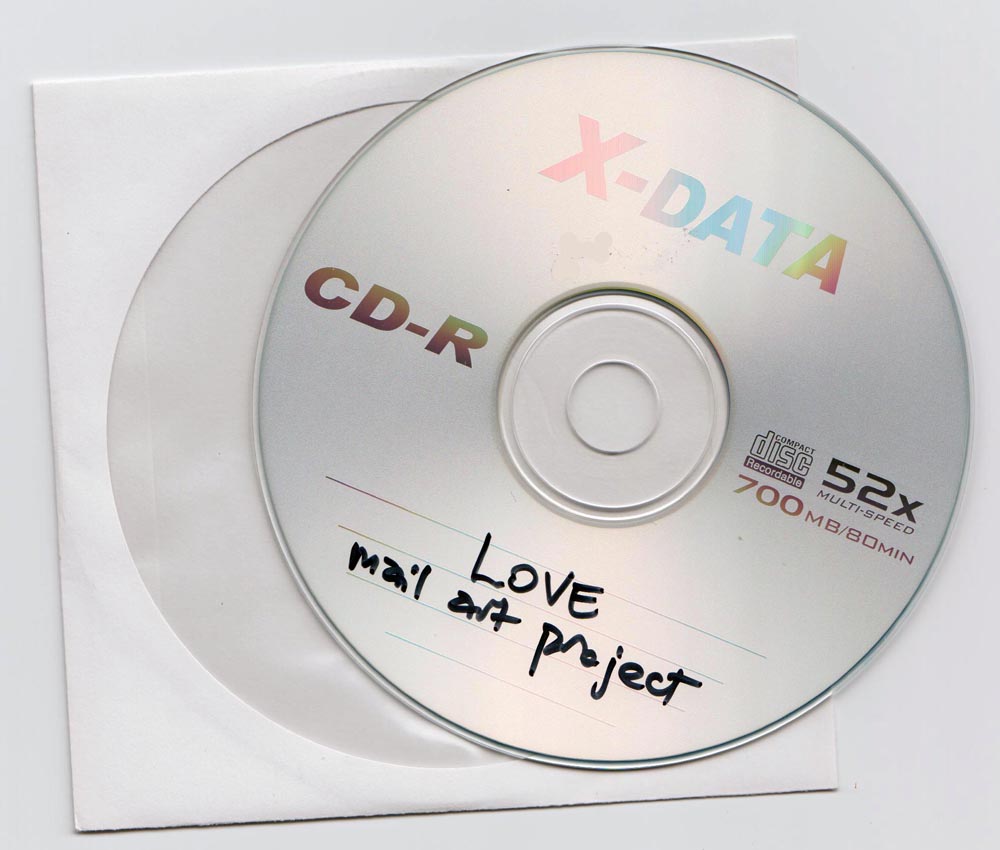 X-DATA
CD-R
COMPACT
disc
Recordable
52x
MULTI-SPEED
700MB/80MIN
LOVE
mail art project